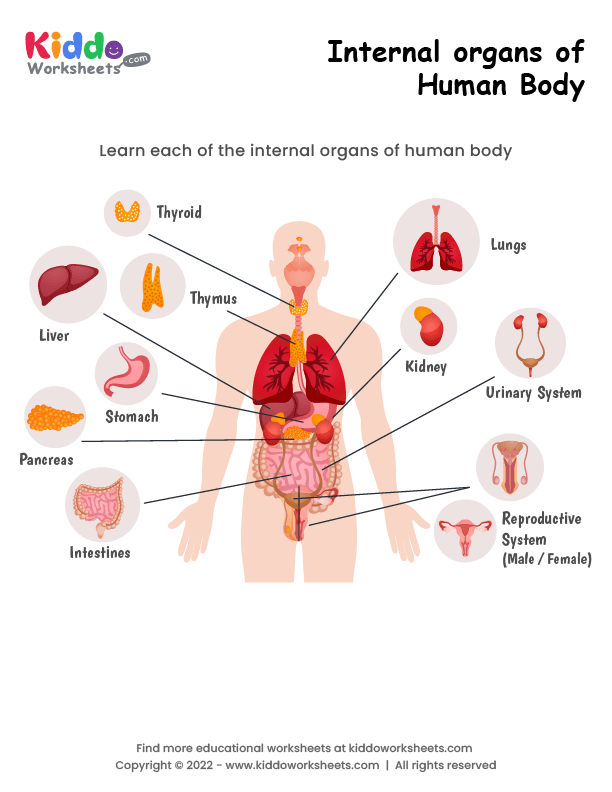 Kiddo
Worksheets.com
Internal organs of
Human Body
Learn each of the internal organs of human body
Thyroid
Lungs
Thymus
Liver
Kidney
Urinary System
Stomach
Pancreas
Reproductive
System
(Male / Female)
Intestines
Find more educational worksheets at kiddoworksheets.com
Copyright © 2022 - www.kiddoworksheets.com | All rights reserved